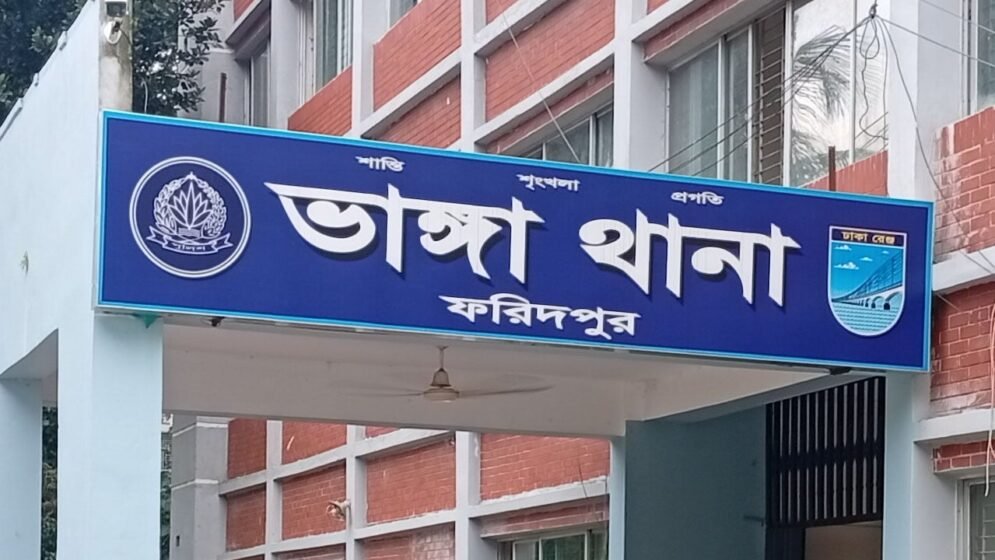 শান্তি শৃংখলা প্রগতি
ভাঙ্গা থানা
ফরিদপুর
পুলিশ
ঢাকা রেঞ্জ